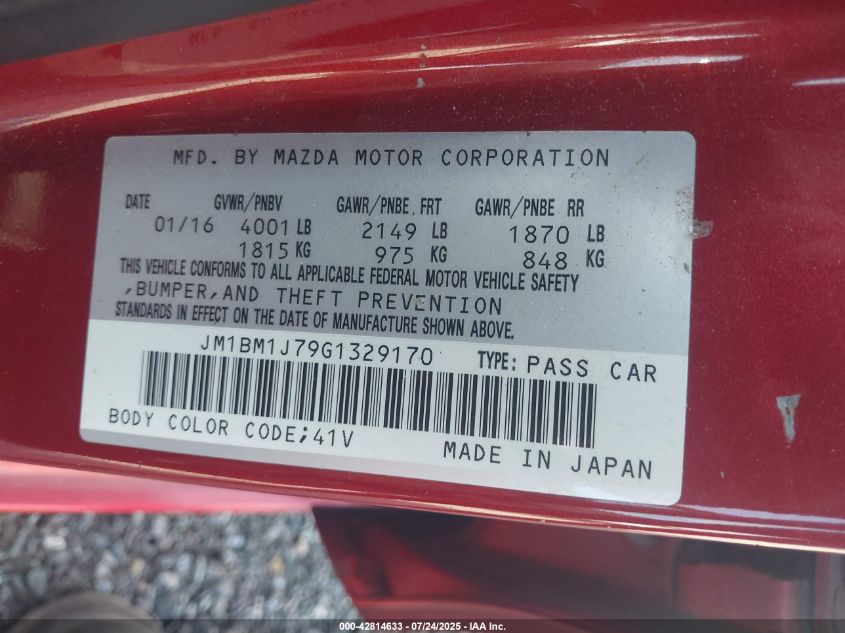 MFD. BY MAZDA MOTOR CORPORATION
DATE GVWR/PNBV GAWR/PNBE, FRT GAWR/PNBE RR
01/16 4001 LB 2149 LB 1870 LB
1815 KG 975 KG 848 KG
THIS VEHICLE CONFORMS TO ALL APPLICABLE FEDERAL MOTOR VEHICLE SAFETY
,BUMPER,AND THEFT PREVENTION
STANDARDS IN EFFECT ON THE DATE OF MANUFACTURE SHOWN ABOVE.
JM1BM1J79G1329170 TYPE: PASS CAR
BODY COLOR CODE;41V
MADE IN JAPAN
000-42814633 / 07/24/2025 - IAA Inc.